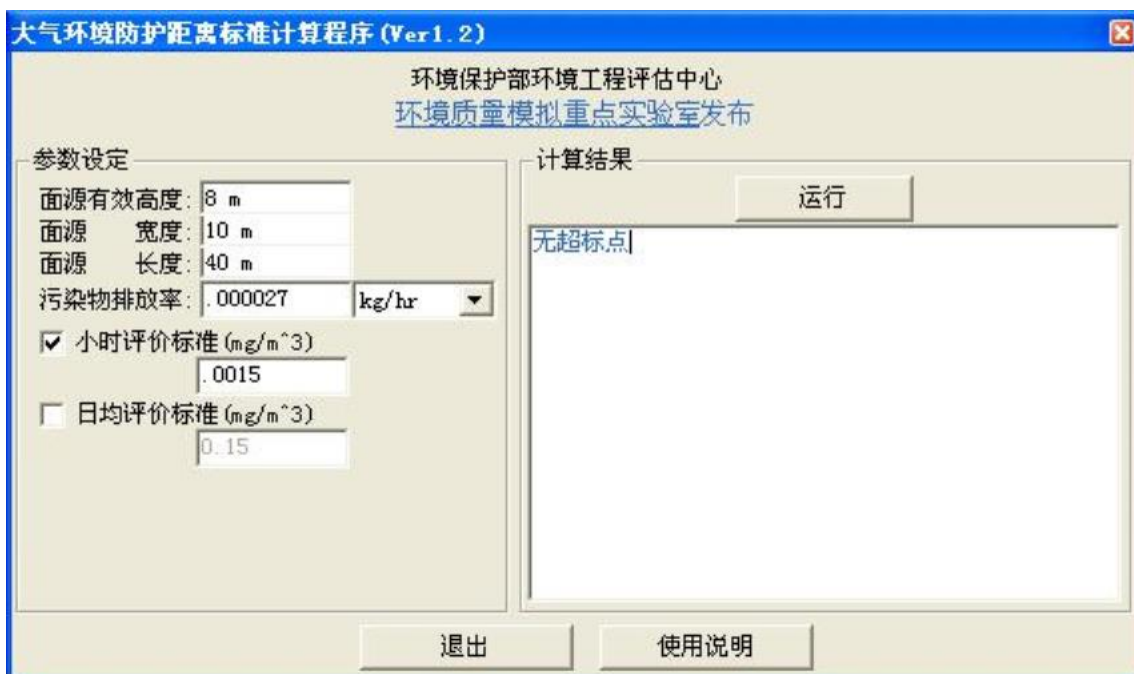 大气环境防护距离标准计算程序(Ver1.2)
环境保护部环境工程评估中心
环境质量模拟重点实验室发布
参数设定
面源有效高度: 8 m
面源 宽度: 10 m
面源 长度: 40 m
污染物排放率: .000027 kg/hr
小时评价标准(mg/m^3)
.0015
日均评价标准(mg/m^3)
0.15
计算结果
运行
无超标点
退出 使用说明